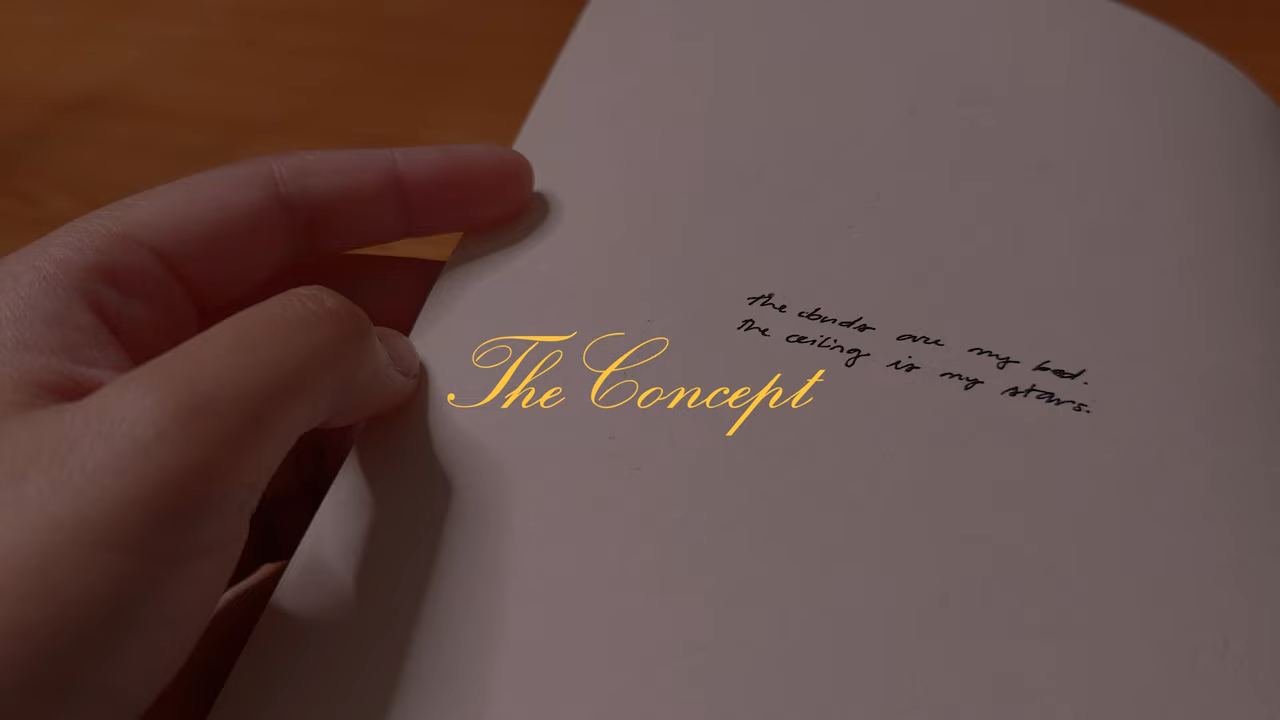 the clouds are my bed.
the ceiling is my stars.
The Concept